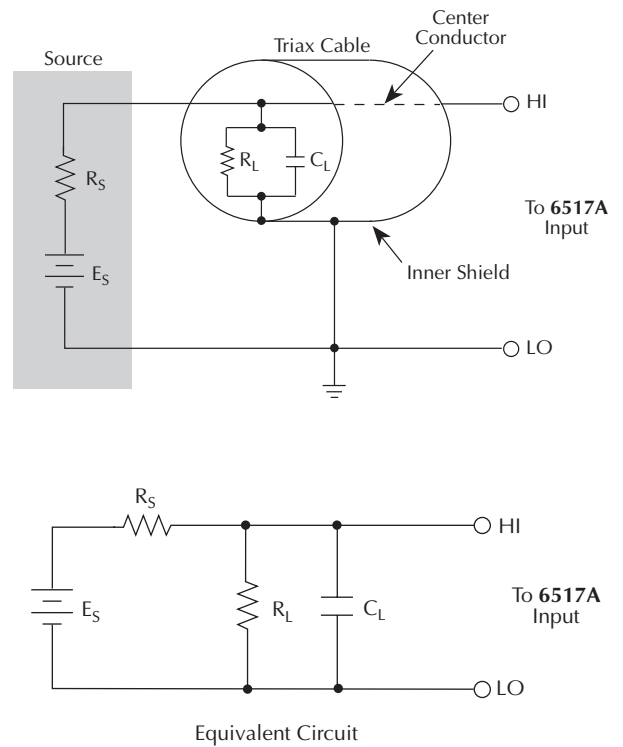 Center
Conductor
Triax Cable
Source
HI
R_L
C_L
R_S
To 6517A
Input
E_S
Inner Shield
LO
R_S
HI
E_S
R_L
C_L
To 6517A
Input
LO
Equivalent Circuit